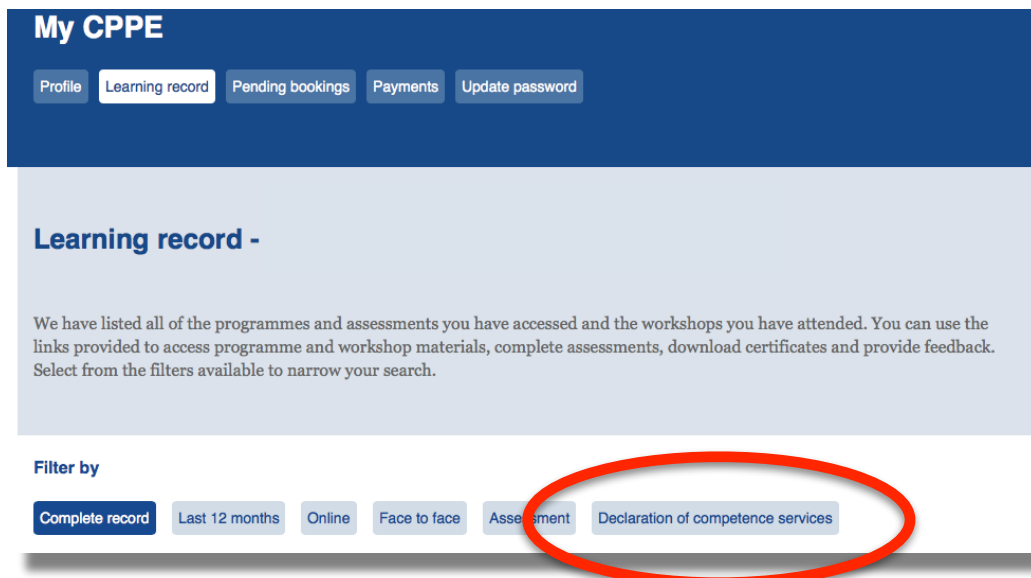 My CPPE
Profile Learning record Pending bookings Payments Update password
Learning record -
We have listed all of the programmes and assessments you have accessed and the workshops you have attended. You can use the
links provided to access programme and workshop materials, complete assessments, download certificates and provide feedback.
Select from the filters available to narrow your search.
Filter by
Complete record Last 12 months Online Face to face Assessment Declaration of competence services